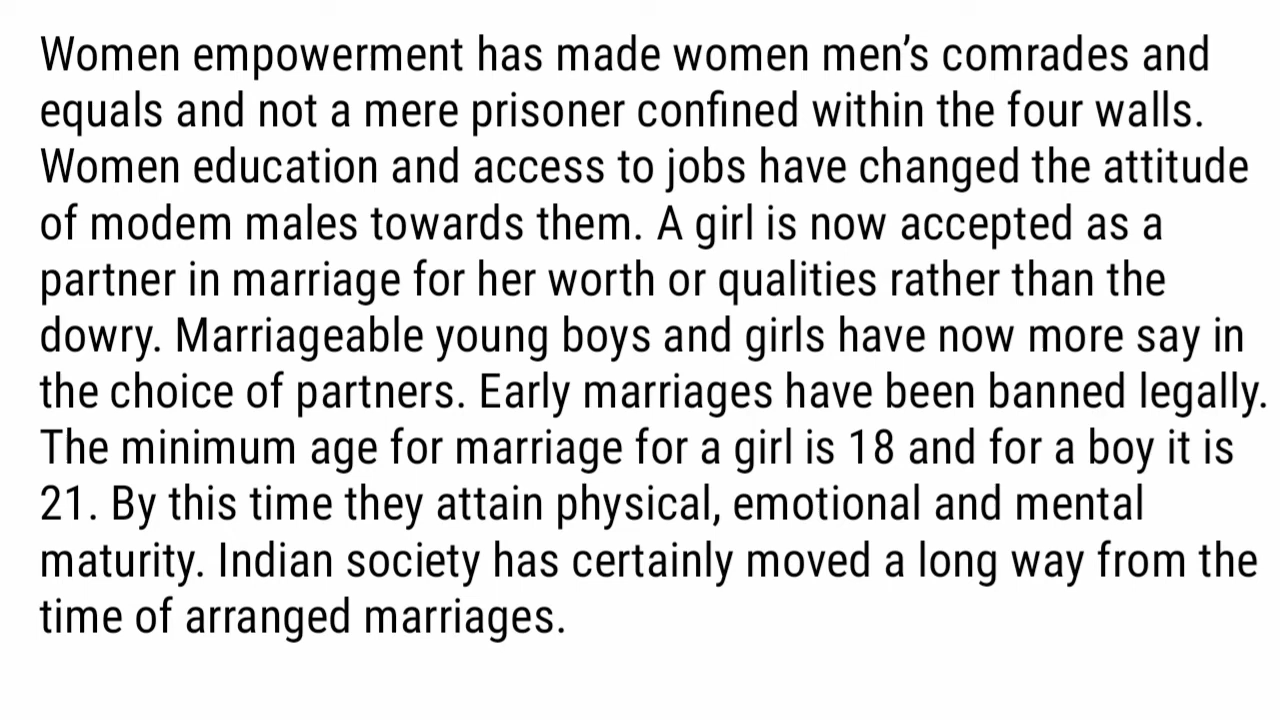 Women empowerment has made women men’s comrades and
equals and not a mere prisoner confined within the four walls.
Women education and access to jobs have changed the attitude
of modem males towards them. A girl is now accepted as a
partner in marriage for her worth or qualities rather than the
dowry. Marriageable young boys and girls have now more say in
the choice of partners. Early marriages have been banned legally.
The minimum age for marriage for a girl is 18 and for a boy it is
21. By this time they attain physical, emotional and mental
maturity. Indian society has certainly moved a long way from the
time of arranged marriages.